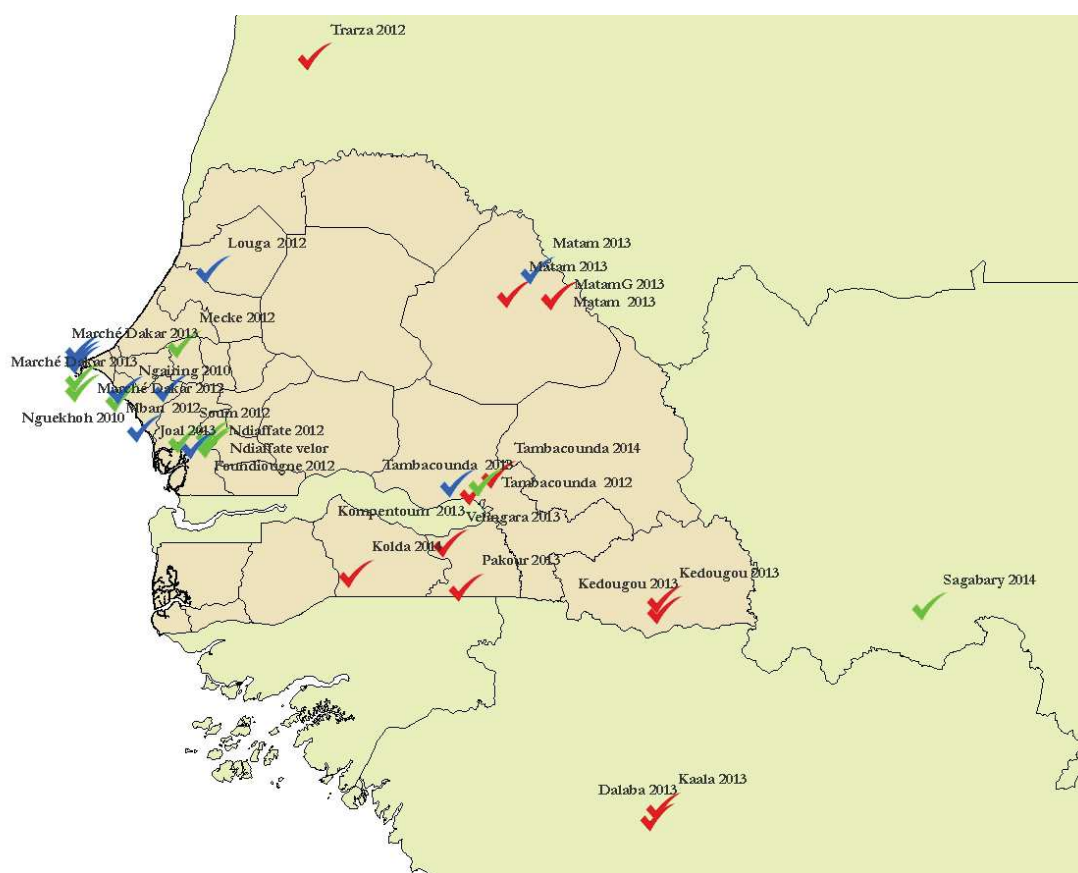 Trarza 2012
Louga 2012
Matam 2013
Matam 2013
MatamG 2013
Matam 2013
Mecke 2012
Marché Dakar 2013
Marché Dakar 2013
Ngairing 2010
Marché Dakar 2012
Mban 2012
Nguekhoh 2010
Soum 2012
Joal 2013
Ndiaffate 2012
Ndiaffate velor
Foundiougne 2012
Tambacounda 2014
Tambacounda 2013
Tambacounda 2012
Kompentoum 2013
Velingara 2013
Kolda 2014
Pakour 2013
Kedougou 2013
Kedougou 2013
Sagabary 2014
Kaala 2013
Dalaba 2013